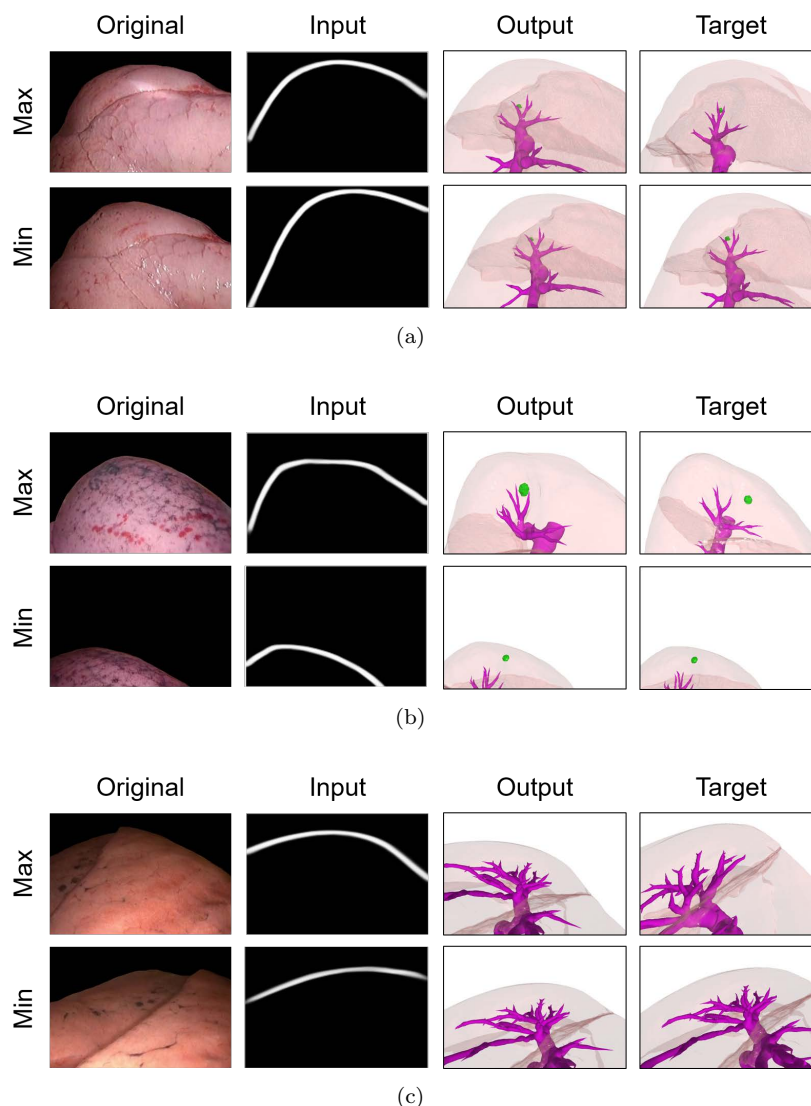 Original Input Output Target
Max
Min
(a)
Original Input Output Target
Max
Min
(b)
Original Input Output Target
Max
Min
(c)